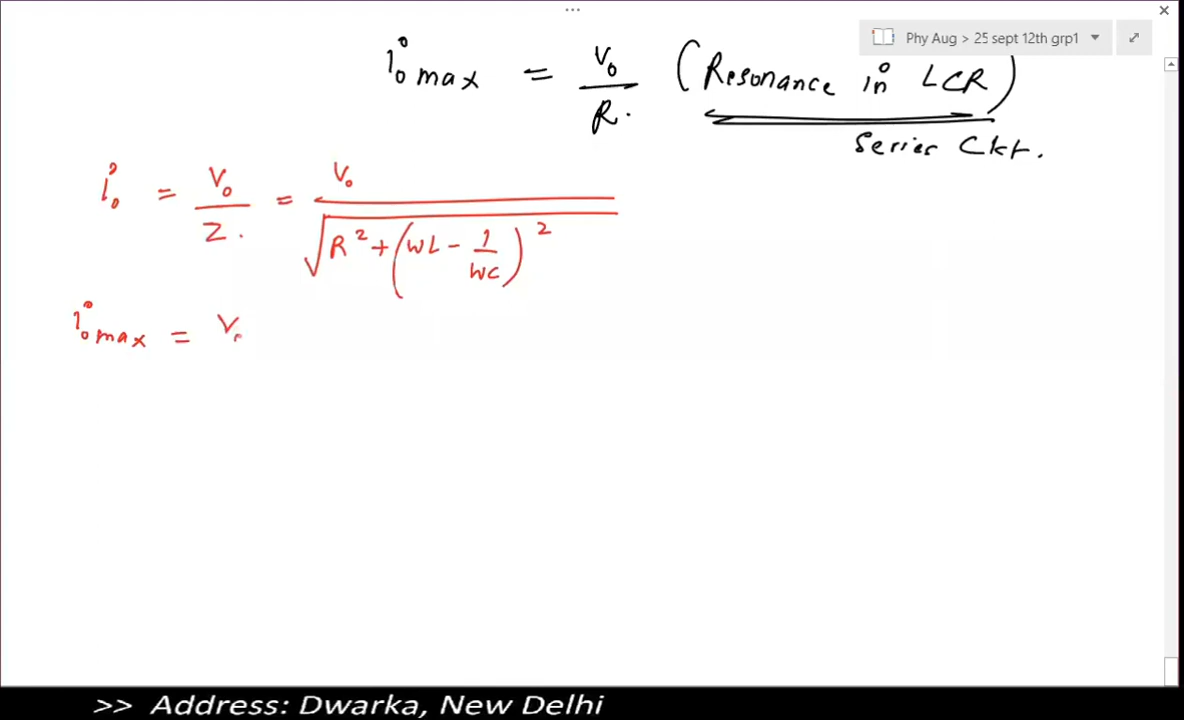 Phy Aug > 25 sept 12th grp1
i₀ max = V₀/R. (Resonance in LCR)
Series Ckt.
i₀ = V₀/Z. = V₀/√(R² + (WL - 1/WC)²)
i₀ max = V₀
>> Address: Dwarka, New Delhi